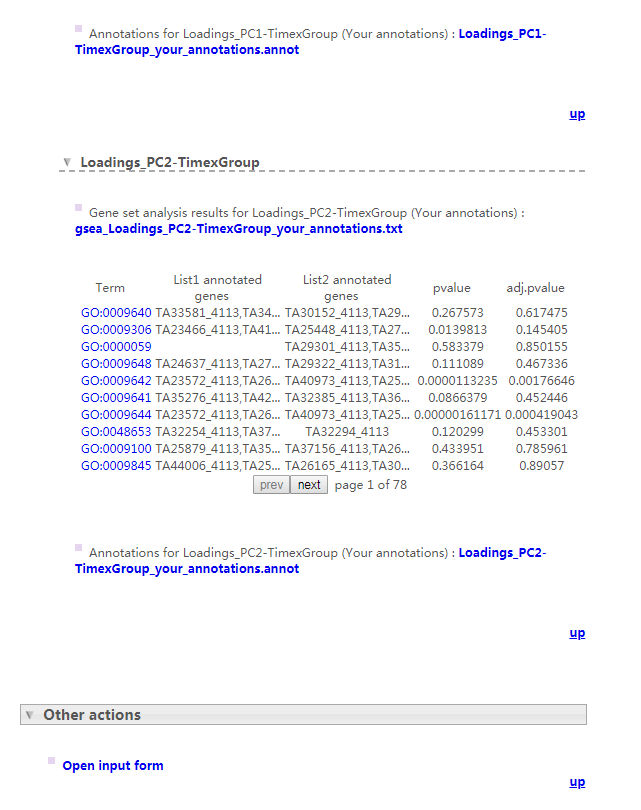 Annotations for Loadings_PC1-TimexGroup (Your annotations) : Loadings_PC1-
TimexGroup_your_annotations.annot
up
Loadings_PC2-TimexGroup
Gene set analysis results for Loadings_PC2-TimexGroup (Your annotations) :
gsea_Loadings_PC2-TimexGroup_your_annotations.txt
Term List1 annotated genes List2 annotated genes pvalue adj.pvalue
GO:0009640 TA33581_4113,TA34... TA30152_4113,TA29... 0.267573 0.617475
GO:0009306 TA23466_4113,TA41... TA25448_4113,TA27... 0.0139813 0.145405
GO:0000059 TA29301_4113,TA35... 0.583379 0.850155
GO:0009648 TA24637_4113,TA27... TA29322_4113,TA31... 0.111089 0.467336
GO:0009642 TA23572_4113,TA26... TA40973_4113,TA25... 0.0000113235 0.00176646
GO:0009641 TA35276_4113,TA42... TA32385_4113,TA36... 0.0866379 0.452446
GO:0009644 TA23572_4113,TA26... TA40973_4113,TA25... 0.00000161171 0.000419043
GO:0048653 TA32254_4113,TA37... TA32294_4113 0.120299 0.453301
GO:0009100 TA25879_4113,TA35... TA37156_4113,TA26... 0.433951 0.785961
GO:0009845 TA44006_4113,TA25... TA26165_4113,TA30... 0.366164 0.89057
prev next page 1 of 78
Annotations for Loadings_PC2-TimexGroup (Your annotations) : Loadings_PC2-
TimexGroup_your_annotations.annot
up
Other actions
Open input form
up